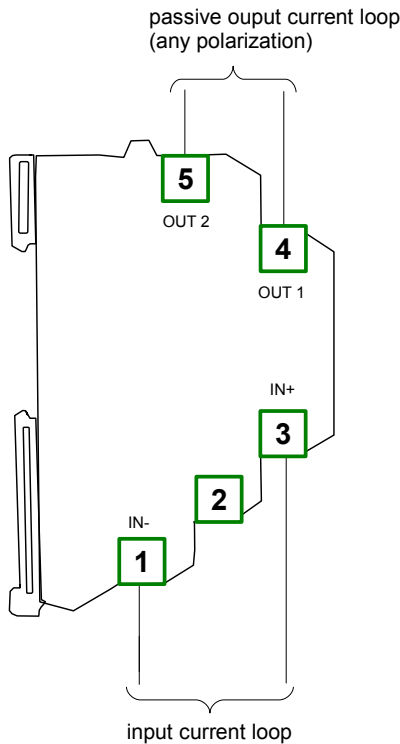 passive ouput current loop
(any polarization)
5
OUT 2
4
OUT 1
IN+
3
2
IN-
1
input current loop